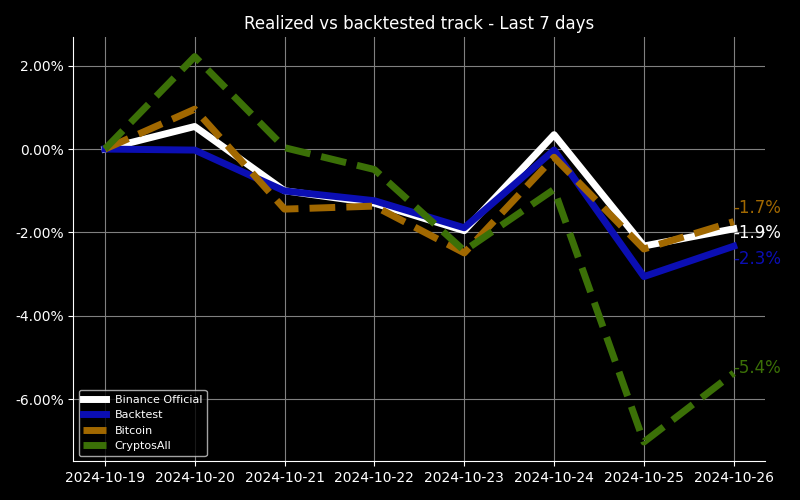 Realized vs backtested track - Last 7 days
2.00%
0.00%
-2.00%
-4.00%
-6.00%
-1.7%
-1.9%
-2.3%
-5.4%
Binance Official
Backtest
Bitcoin
CryptosAll
2024-10-19 2024-10-20 2024-10-21 2024-10-22 2024-10-23 2024-10-24 2024-10-25 2024-10-26